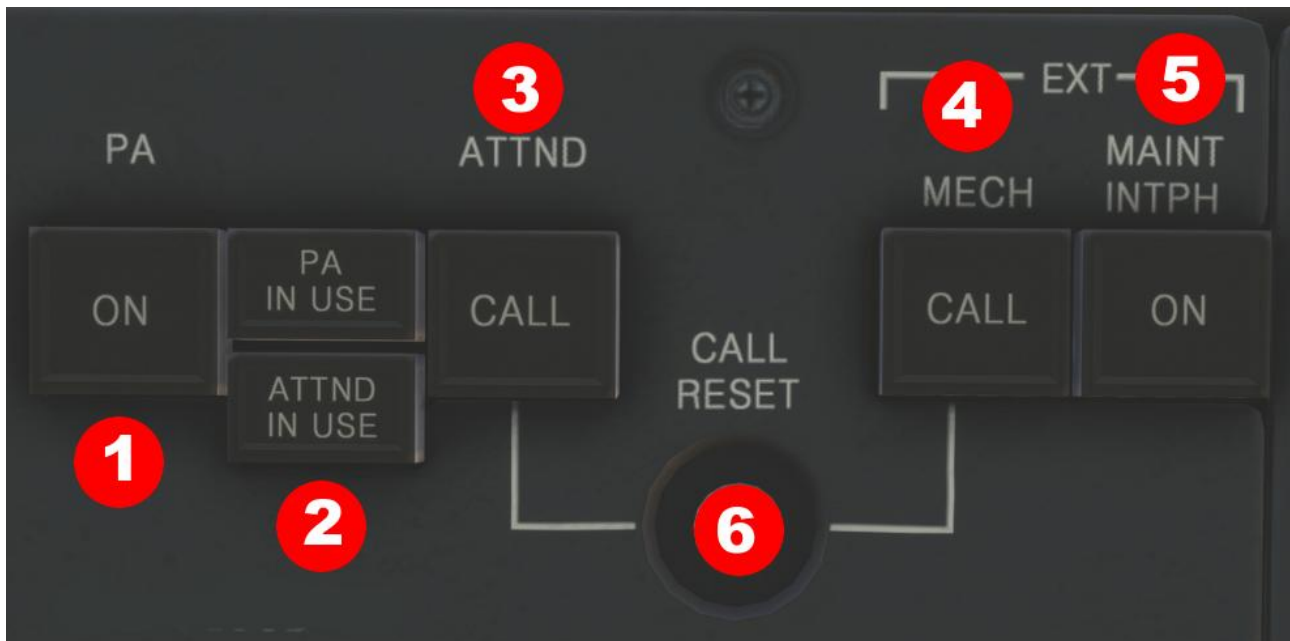 3
4
EXT
5
PA
ATTND
MAINT
MECH
INTPH
ON
PA
IN USE
CALL
CALL
ON
CALL
RESET
ATTND
IN USE
1
2
6